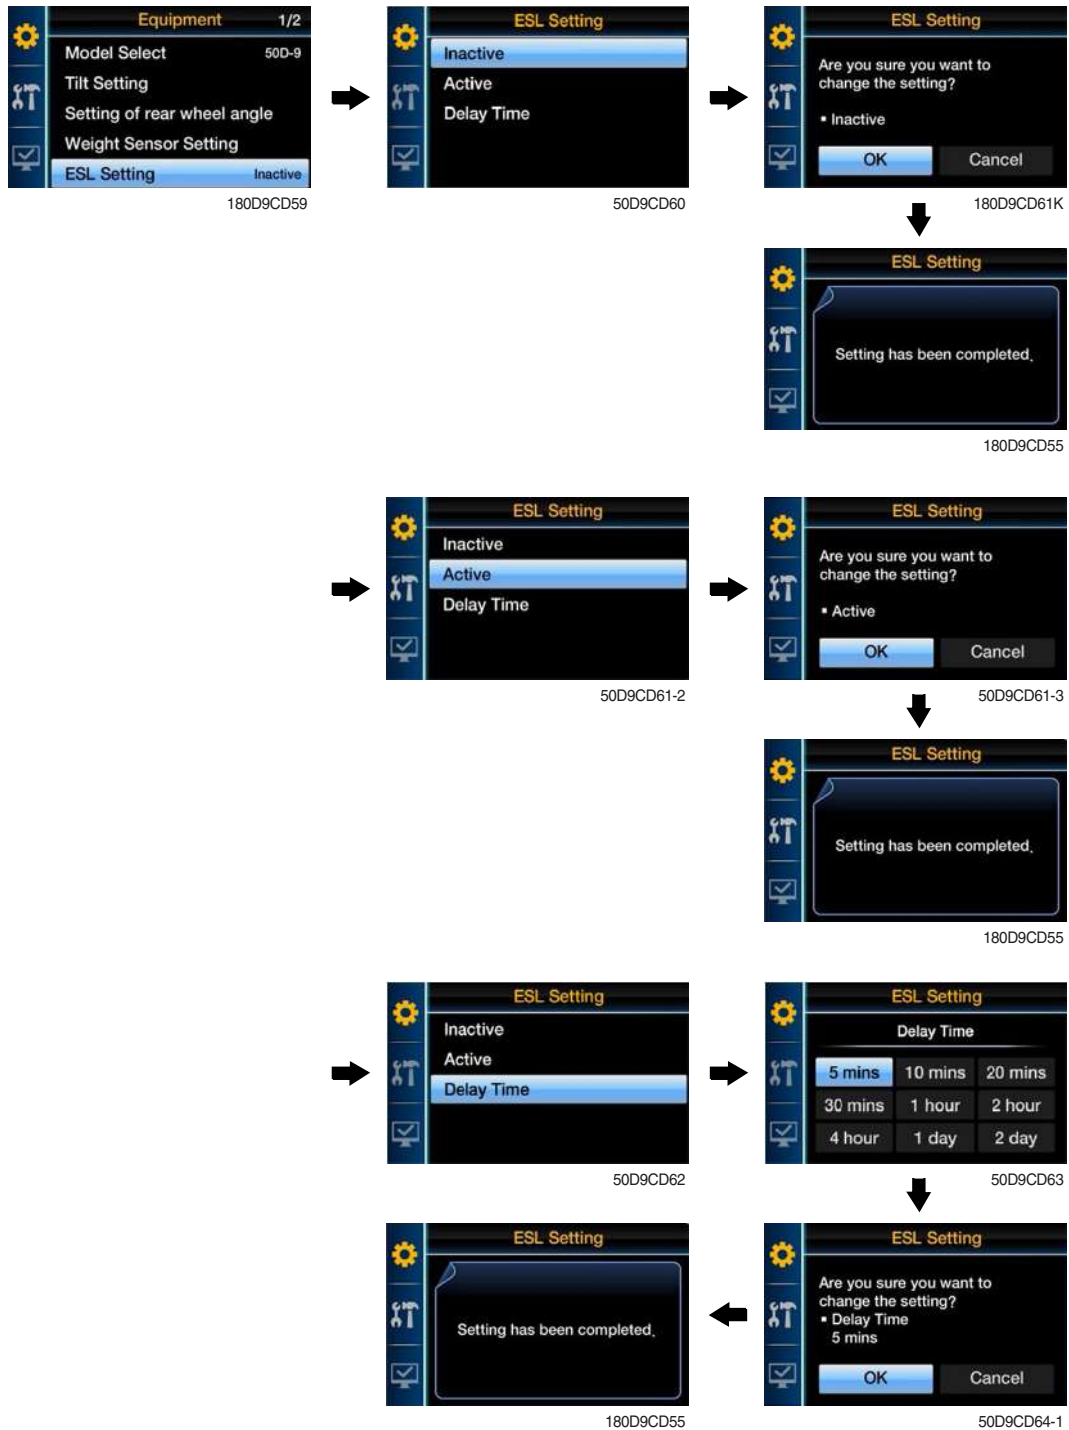 Equipment 1/2
Model Select 50D-9
Tilt Setting
Setting of rear wheel angle
Weight Sensor Setting
ESL Setting Inactive
180D9CD59
ESL Setting
Inactive
Active
Delay Time
50D9CD60
ESL Setting
Are you sure you want to
change the setting?
▪ Inactive
OK Cancel
180D9CD61K
ESL Setting
Setting has been completed.
180D9CD55
ESL Setting
Inactive
Active
Delay Time
50D9CD61-2
ESL Setting
Are you sure you want to
change the setting?
▪ Active
OK Cancel
50D9CD61-3
ESL Setting
Setting has been completed.
180D9CD55
ESL Setting
Inactive
Active
Delay Time
50D9CD62
ESL Setting
Delay Time
5 mins 10 mins 20 mins
30 mins 1 hour 2 hour
4 hour 1 day 2 day
50D9CD63
ESL Setting
Are you sure you want to
change the setting?
▪ Delay Time
5 mins
OK Cancel
50D9CD64-1
ESL Setting
Setting has been completed.
180D9CD55